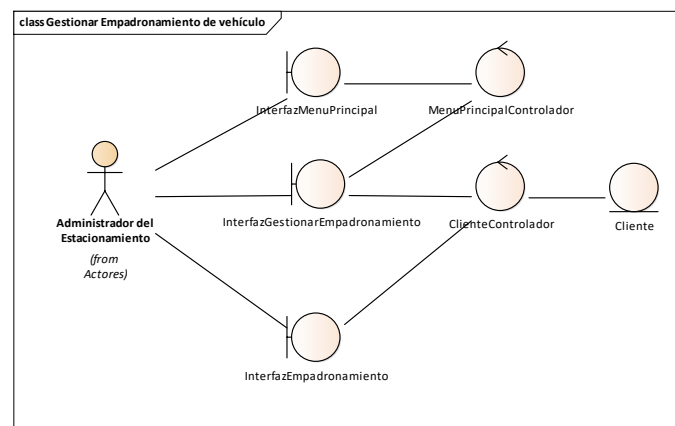 class Gestionar Empadronamiento de vehículo
InterfazMenuPrincipal
MenuPrincipalControlador
Administrador del
Estacionamiento
(from
Actores)
InterfazGestionarEmpadronamiento
ClienteControlador
Cliente
InterfazEmpadronamiento